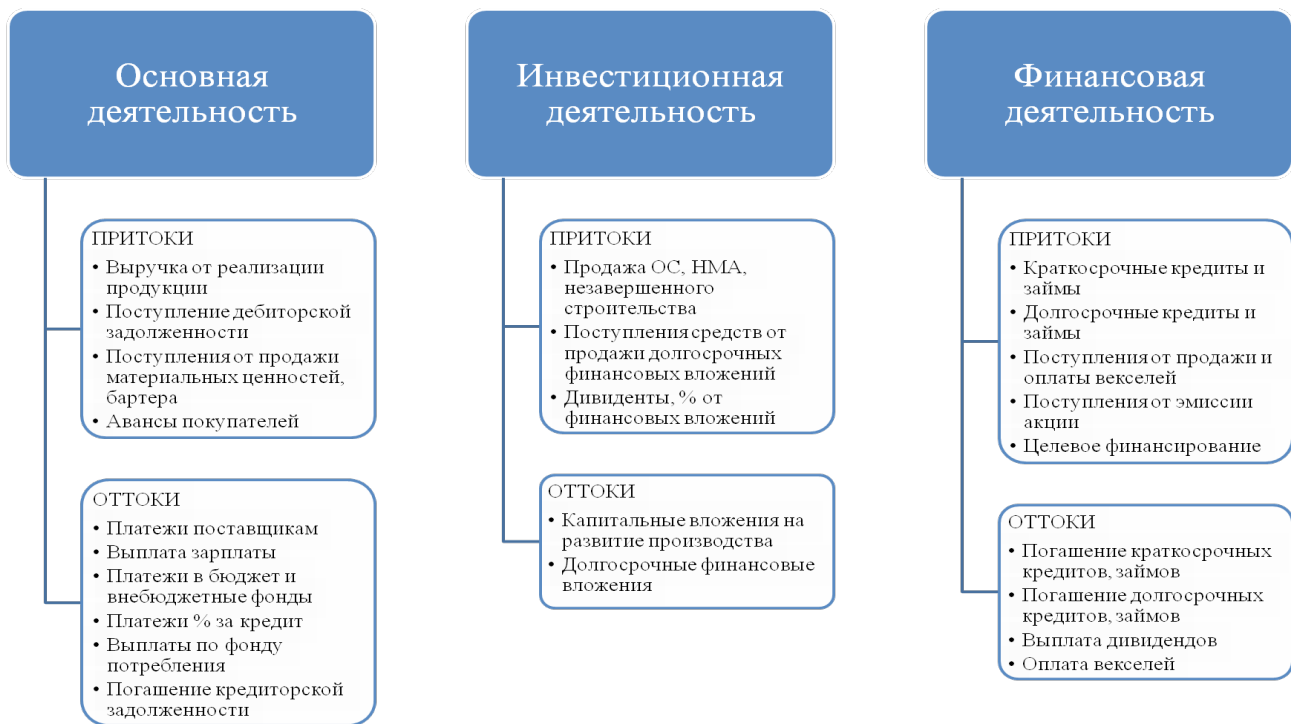 Основная
деятельность
ПРИТОКИ
• Выручка от реализации
продукции
• Поступление дебиторской
задолженности
• Поступления от продажи
материальных ценностей,
бартера
• Авансы покупателей
ОТТОКИ
• Платежи поставщикам
• Выплата зарплаты
• Платежи в бюджет и
внебюджетные фонды
• Платежи % за кредит
• Выплаты по фонду
потребления
• Погашение кредиторской
задолженности
Инвестиционная
деятельность
ПРИТОКИ
• Продажа ОС, НМА,
незавершенного
строительства
• Поступления средств от
продажи долгосрочных
финансовых вложений
• Дивиденты, % от
финансовых вложений
ОТТОКИ
• Капитальные вложения на
развитие производства
• Долгосрочные финансовые
вложения
Финансовая
деятельность
ПРИТОКИ
• Краткосрочные кредиты и
займы
• Долгосрочные кредиты и
займы
• Поступления от продажи и
оплаты векселей
• Поступления от эмиссии
акции
• Целевое финансирование
ОТТОКИ
• Погашение краткосрочных
кредитов, займов
• Погашение долгосрочных
кредитов, займов
• Выплата дивидендов
• Оплата векселей